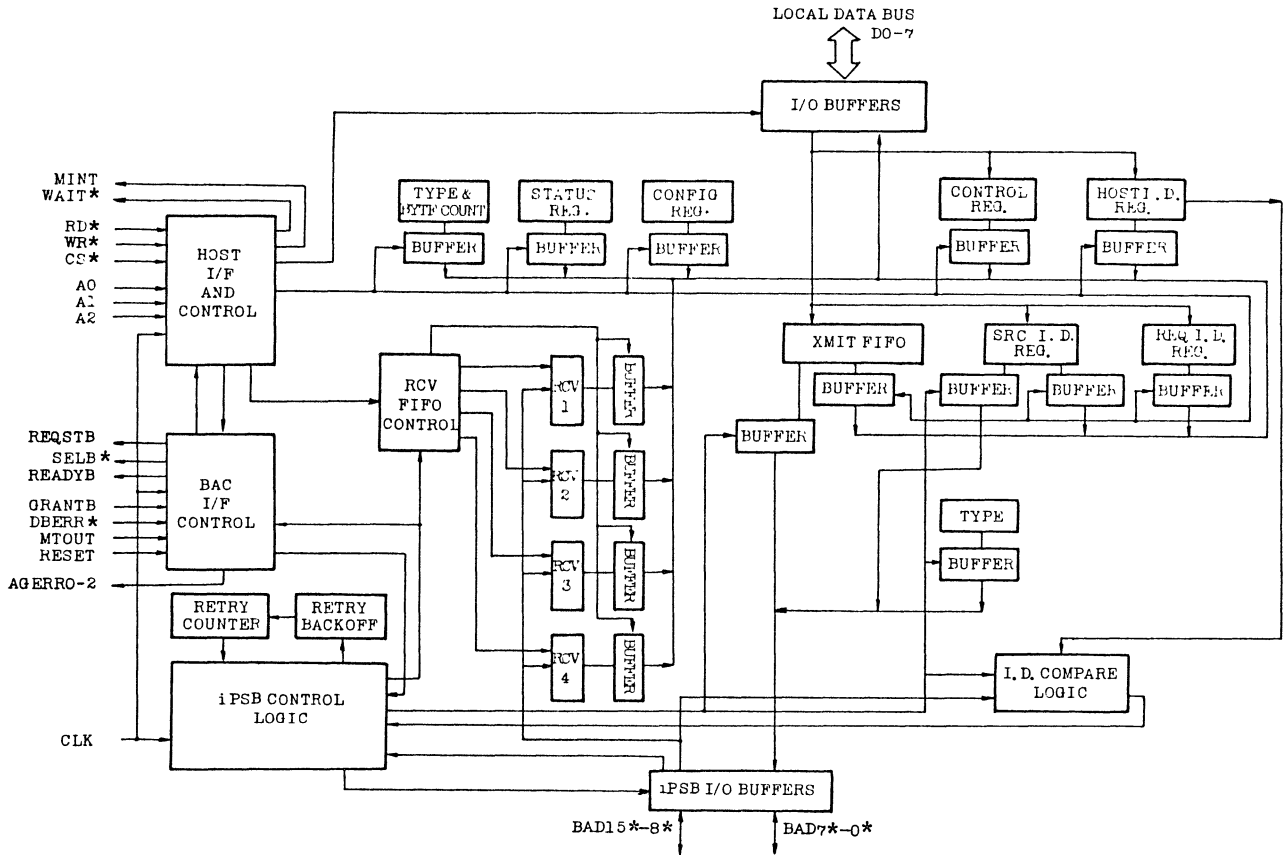 LOCAL DATA BUS
DO-7
I/O BUFFERS
MINT
WAIT*
RD*
WR*
CS*
A0
A1
A2
HOST
I/F
AND
CONTROL
TYPE &
BYTE COUNT
BUFFER
STATUS
REG.
BUFFER
CONFIG
REG.
BUFFER
CONTROL
REG.
BUFFER
HOST I.D.
REG.
BUFFER
XMIT FIFO
BUFFER
BUFFER
SRC I.D.
REG.
BUFFER
BUFFER
REQ I.D.
REG.
BUFFER
RCV
FIFO
CONTROL
RCV
1
BUFFER
RCV
2
BUFFER
RCV
3
BUFFER
RCV
4
BUFFER
REQSTB
SELB*
READYB
GRANTB
DBERR*
MTOUT
RESET
AGERRO-2
BAC
I/F
CONTROL
TYPE
BUFFER
RETRY
COUNTER
RETRY
BACKOFF
iPSB CONTROL
LOGIC
I.D. COMPARE
LOGIC
CLK
iPSB I/O BUFFERS
BAD15*-8*
BAD7*-0*